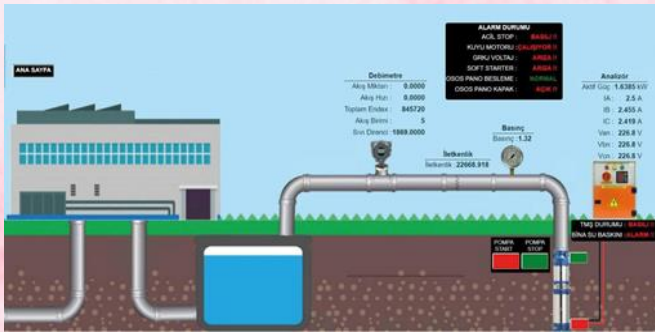 ALARM DURUMU
ACİL STOP : BASILI !!
KUYU MOTORU :ÇALIŞIYOR !!
GRKJ VOLTAJ : ARIZA !!
SOFT STARTER : ARIZA !!
OSOS PANO BESLEME : NORMAL
OSOS PANO KAPAK : AÇIK !!
ANA SAYFA
Debimetre
Akış Miktarı : 0.0000
Akış Hızı : 0.0000
Toplam Endex : 845720
Akış Birimi : 5
Sıvı Direnci : 1869.0000
Analizör
Aktif Güç: 1.6385 kW
IA : 2.5 A
IB : 2.455 A
IC : 2.419 A
Van : 226.8 V
Vbn : 226.8 V
Vcn : 226.8 V
Basınç
Basınç : 1.32
İletkenlik
İletkenlik :22668.918
TMŞ DURUMU : BASILI !!
BİNA SU BASKINI :ALARM !!
POMPA START
POMPA STOP